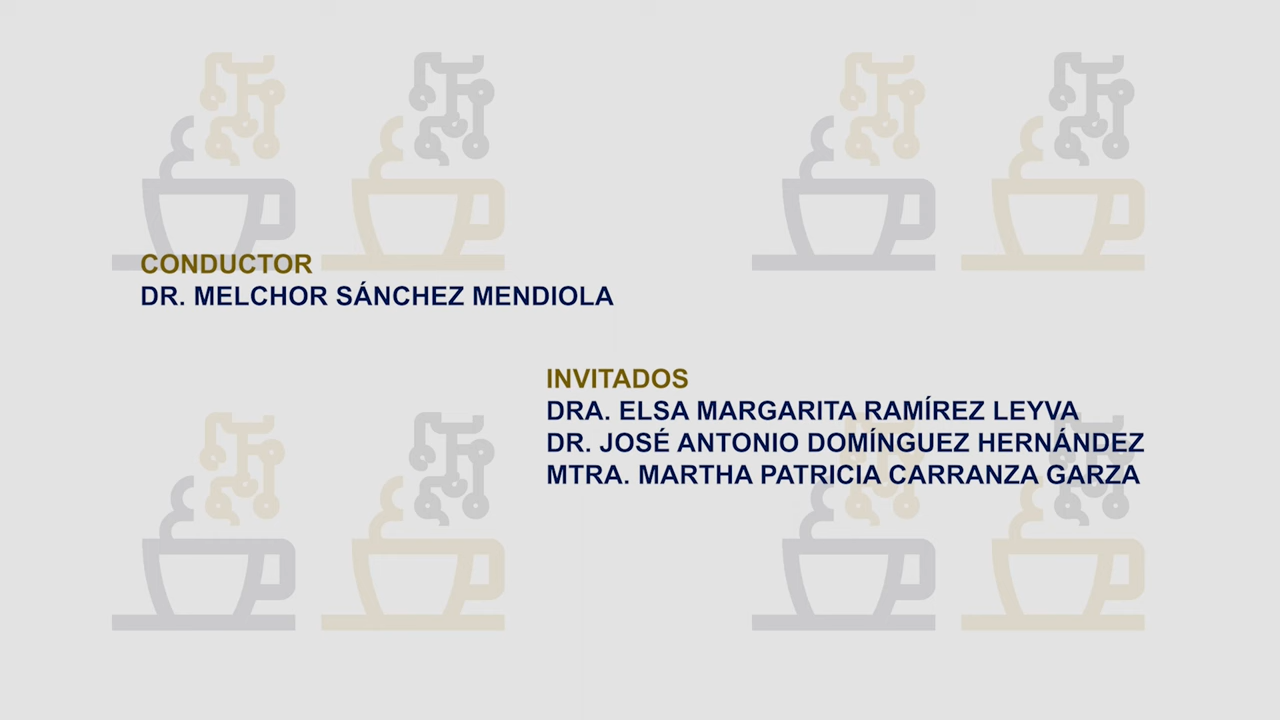 CONDUCTOR
DR. MELCHOR SÁNCHEZ MENDIOLA
INVITADOS
DRA. ELSA MARGARITA RAMÍREZ LEYVA
DR. JOSÉ ANTONIO DOMÍNGUEZ HERNÁNDEZ
MTRA. MARTHA PATRICIA CARRANZA GARZA